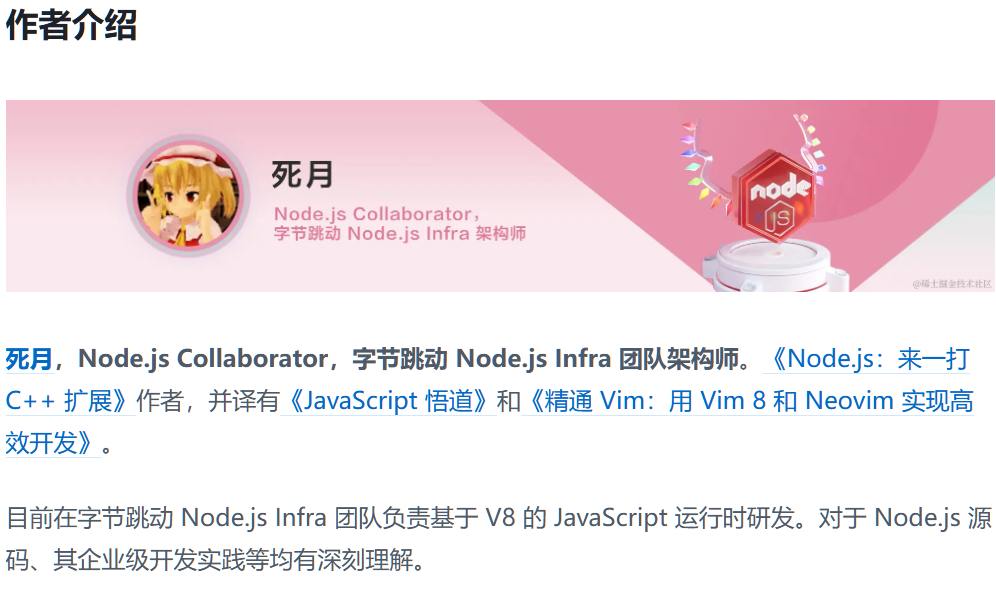 作者介绍
死月
Node.js Collaborator，
字节跳动 Node.js Infra 架构师
node
JS
@稀土掘金技术社区
死月，Node.js Collaborator，字节跳动 Node.js Infra 团队架构师。《Node.js：来一打
C++ 扩展》作者，并译有《JavaScript 悟道》和《精通 Vim：用 Vim 8 和 Neovim 实现高
效开发》。
目前在字节跳动 Node.js Infra 团队负责基于 V8 的 JavaScript 运行时研发。对于 Node.js 源
码、其企业级开发实践等均有深刻理解。